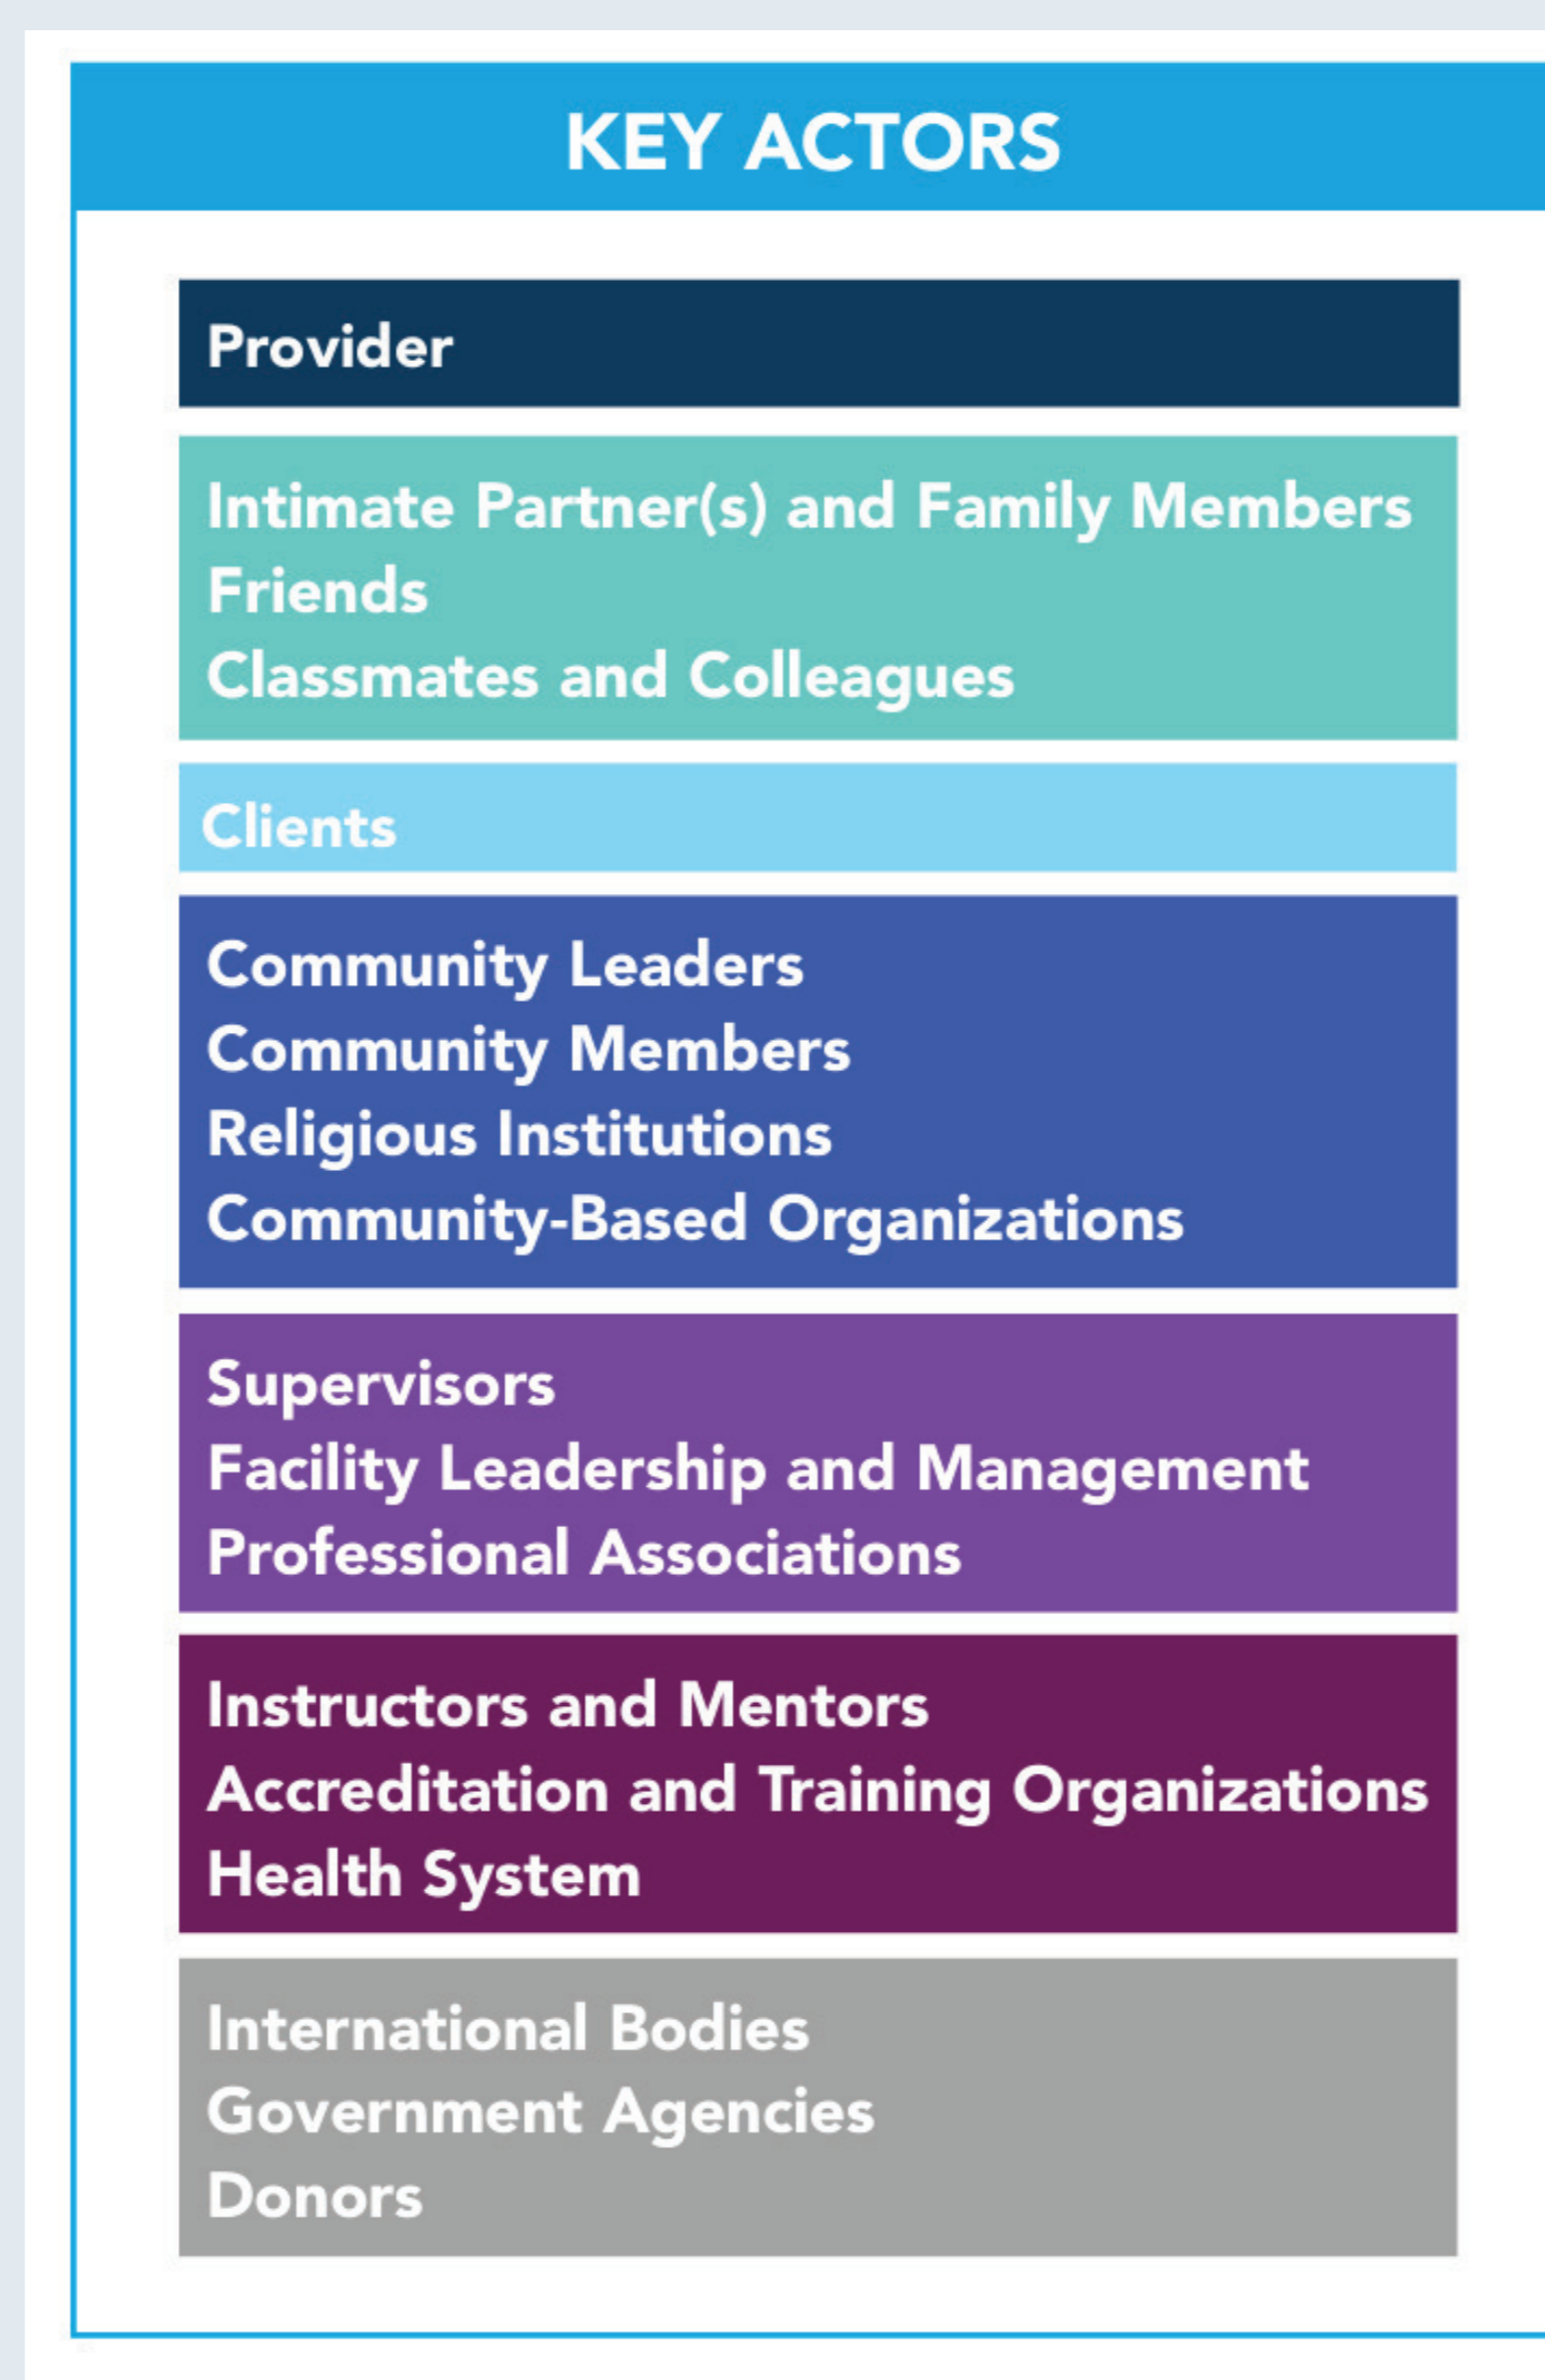 KEY ACTORS
Provider
Intimate Partner(s) and Family Members
Friends
Classmates and Colleagues
Clients
Community Leaders
Community Members
Religious Institutions
Community-Based Organizations
Supervisors
Facility Leadership and Management
Professional Associations
Instructors and Mentors
Accreditation and Training Organizations
Health System
International Bodies
Government Agencies
Donors